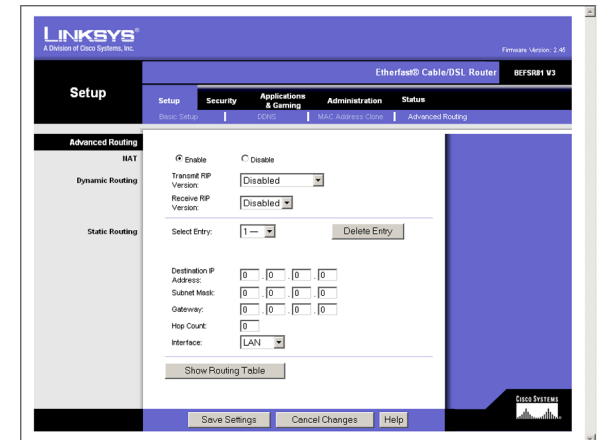 LINKSYS®
A Division of Cisco Systems, Inc.
Firmware Version: 2.46
Etherfast® Cable/DSL Router BEFSR81 V3
Setup
Setup Security Applications & Gaming Administration Status
Basic Setup DDNS MAC Address Clone Advanced Routing
Advanced Routing
NAT Enable Disable
Dynamic Routing Transmit RIP Version: Disabled
Receive RIP Version: Disabled
Static Routing Select Entry: 1 — Delete Entry
Destination IP Address: 0 . 0 . 0 . 0
Subnet Mask: 0 . 0 . 0 . 0
Gateway: 0 . 0 . 0 . 0
Hop Count: 0
Interface: LAN
Show Routing Table
CISCO SYSTEMS
Save Settings Cancel Changes Help